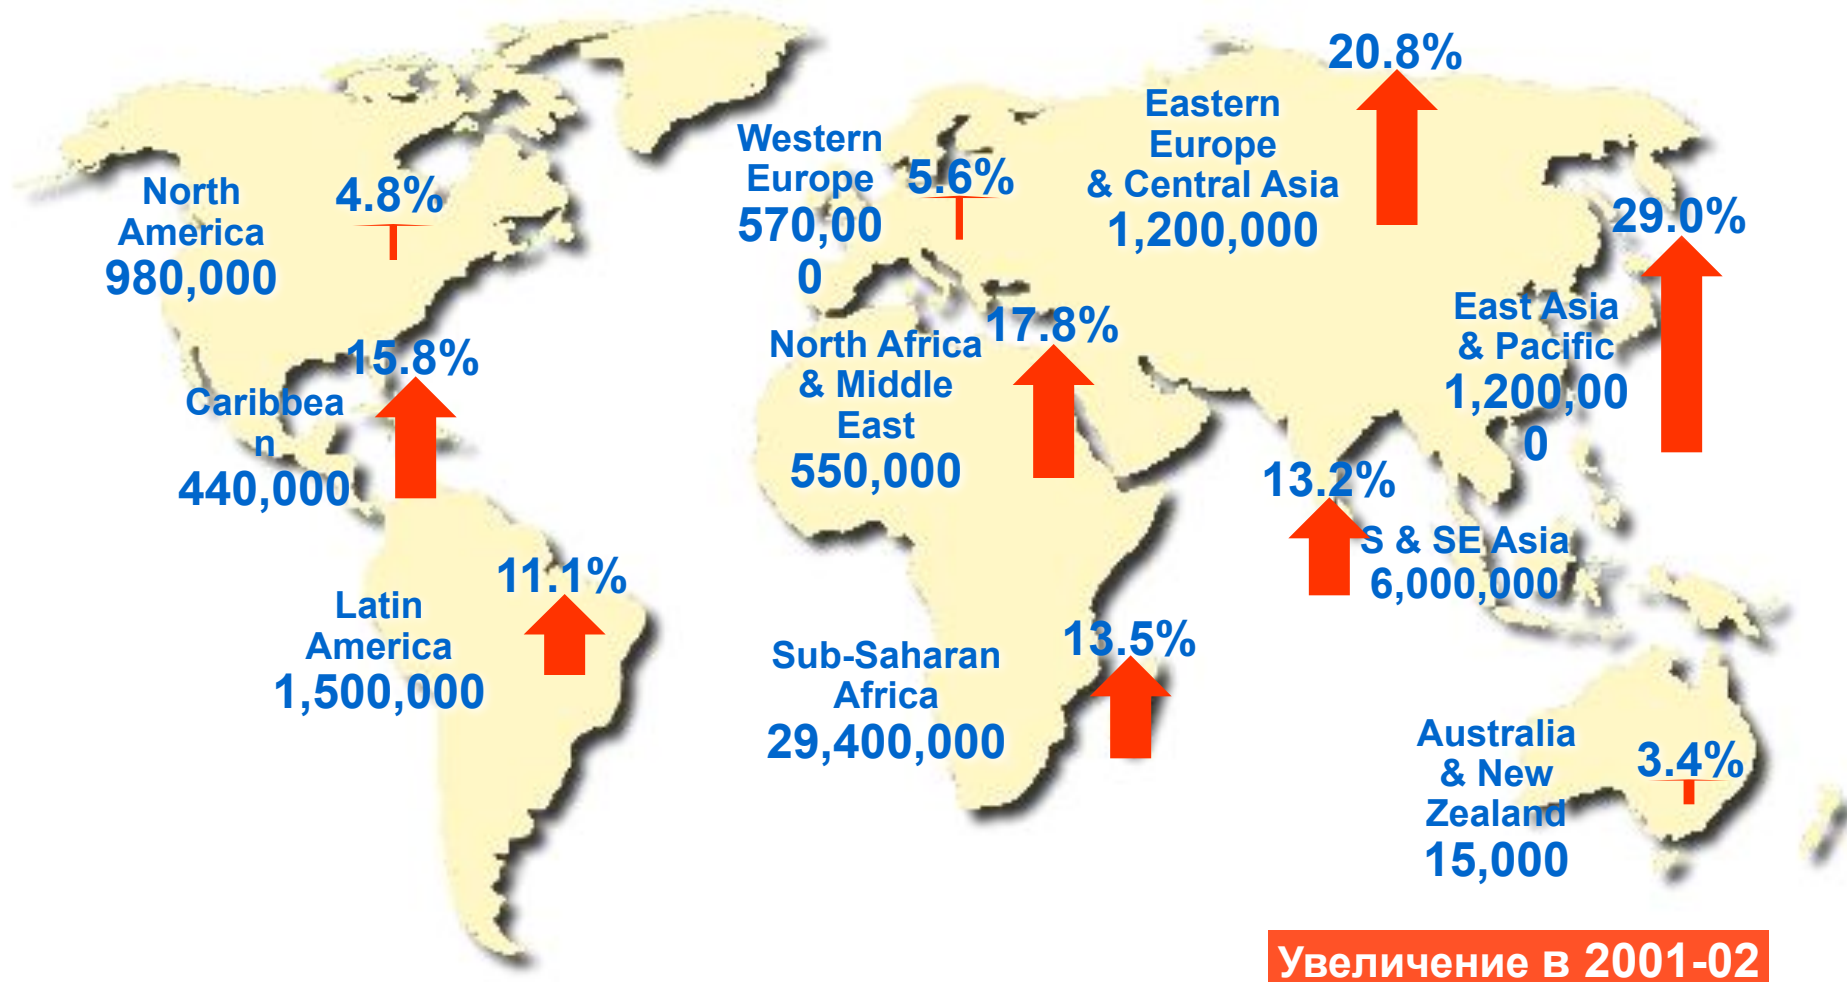 North
America
980,000
4.8%
15.8%
Caribbea
n
440,000
11.1%
Latin
America
1,500,000
Western
Europe
570,00
0
5.6%
Eastern
Europe
& Central Asia
1,200,000
20.8%
29.0%
East Asia
& Pacific
1,200,00
0
North Africa
& Middle
East
550,000
17.8%
13.2%
S & SE Asia
6,000,000
Sub-Saharan
Africa
29,400,000
13.5%
Australia
& New
Zealand
15,000
3.4%
Увеличение в 2001-02